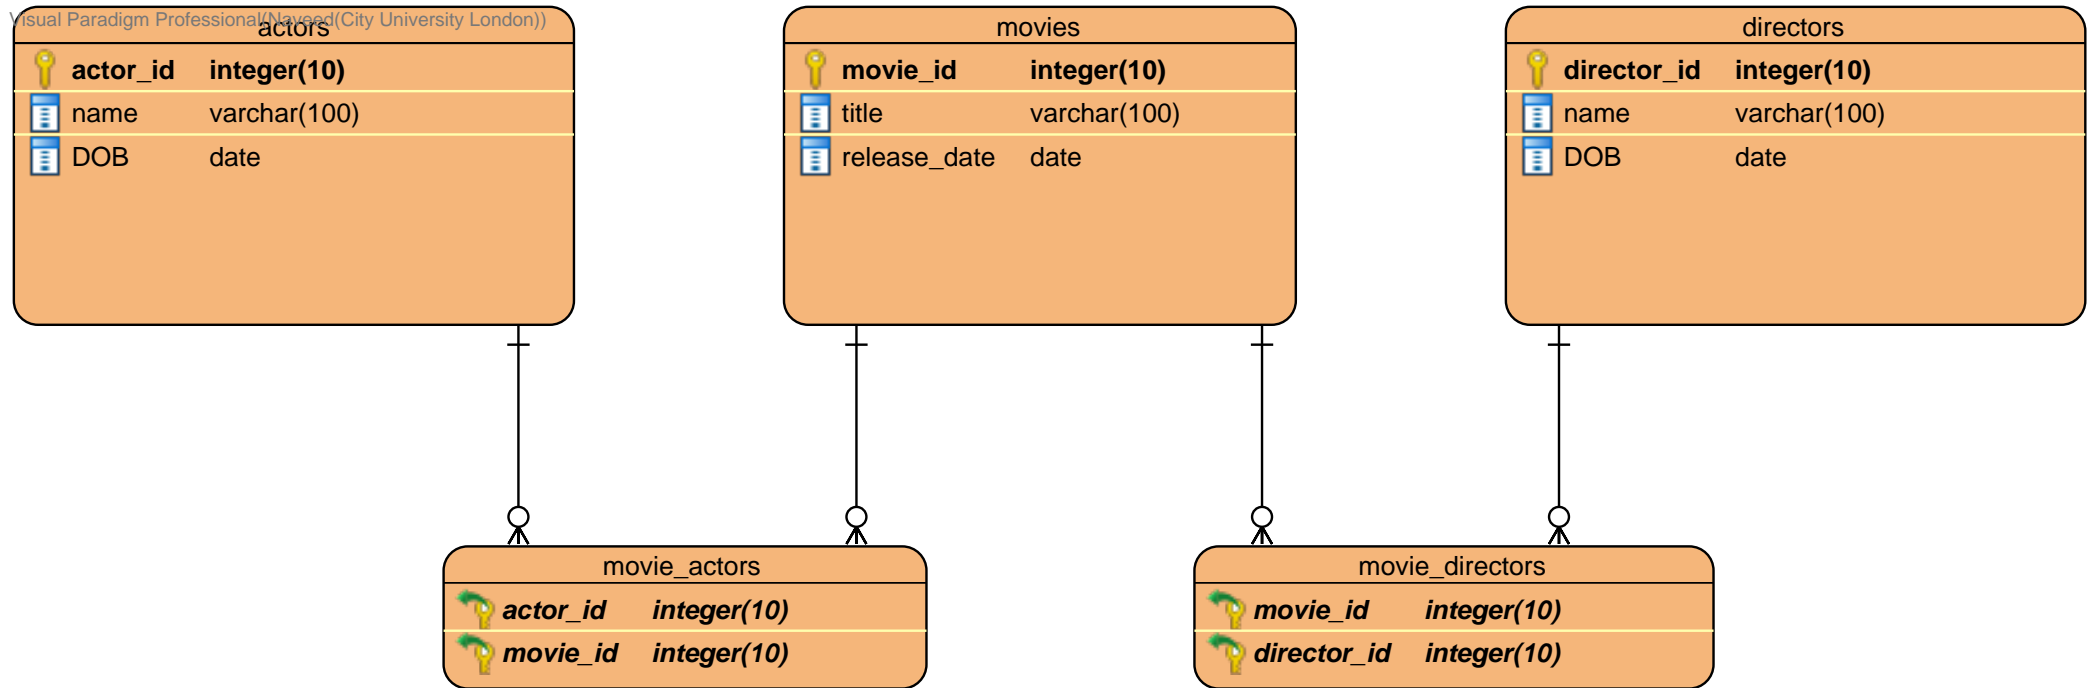 Visual Paradigm Professional(Naveed(City University London))
actors
actor_id integer(10)
name varchar(100)
DOB date
movies
movie_id integer(10)
title varchar(100)
release_date date
directors
director_id integer(10)
name varchar(100)
DOB date
movie_actors
actor_id integer(10)
movie_id integer(10)
movie_directors
movie_id integer(10)
director_id integer(10)